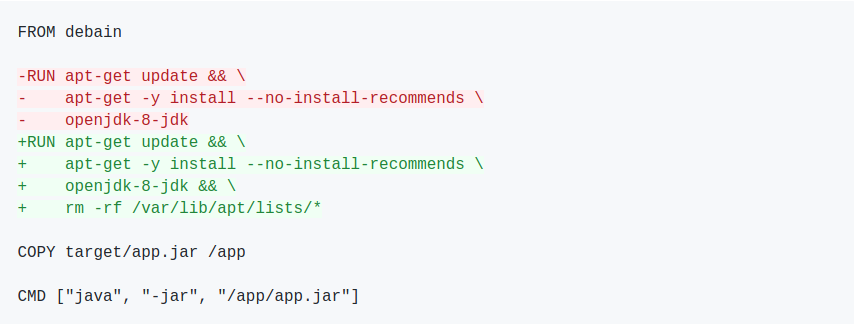 FROM debain
-RUN apt-get update && \
-    apt-get -y install --no-install-recommends \
-    openjdk-8-jdk
+RUN apt-get update && \
+    apt-get -y install --no-install-recommends \
+    openjdk-8-jdk && \
+    rm -rf /var/lib/apt/lists/*
COPY target/app.jar /app
CMD ["java", "-jar", "/app/app.jar"]